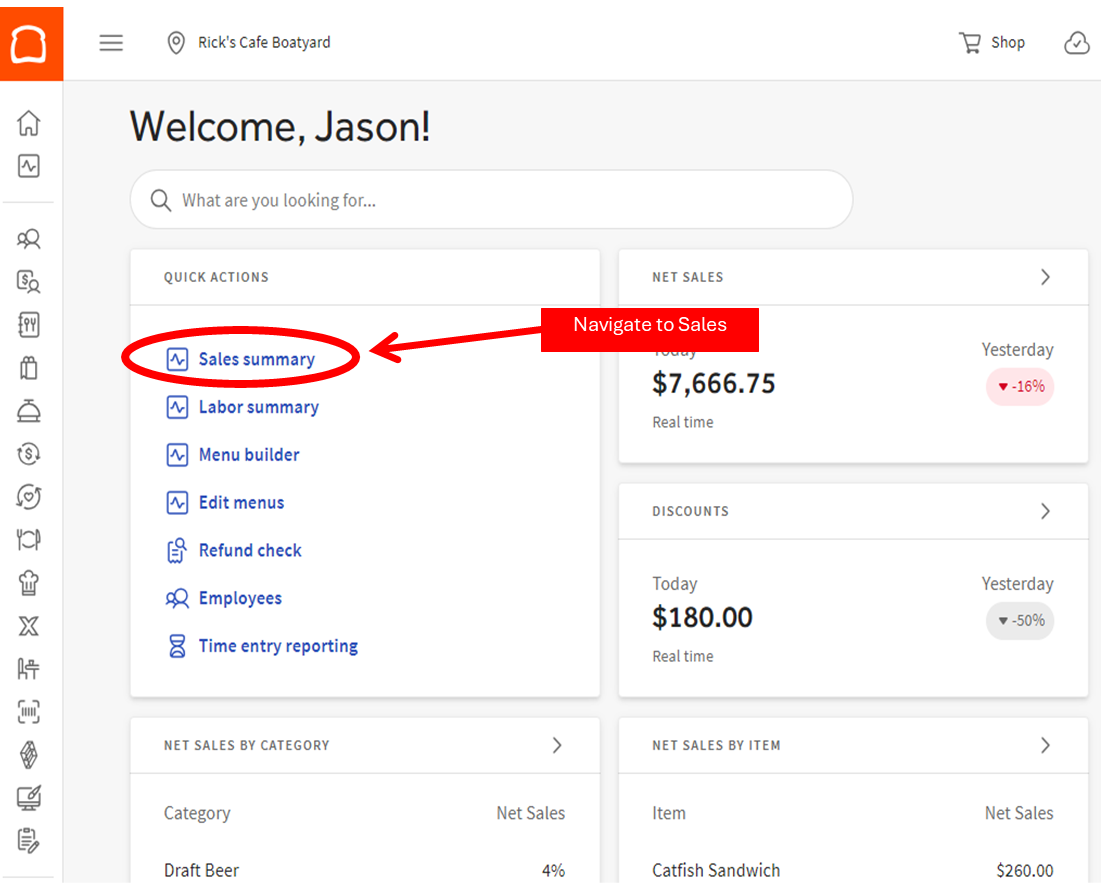 Rick's Cafe Boatyard
Shop
Welcome, Jason!
What are you looking for...
QUICK ACTIONS
Sales summary
Labor summary
Menu builder
Edit menus
Refund check
Employees
Time entry reporting
Navigate to Sales
NET SALES
Today
Yesterday
$7,666.75
-16%
Real time
DISCOUNTS
Today
Yesterday
$180.00
-50%
Real time
NET SALES BY CATEGORY
Category Net Sales
Draft Beer 4%
NET SALES BY ITEM
Item Net Sales
Catfish Sandwich $260.00